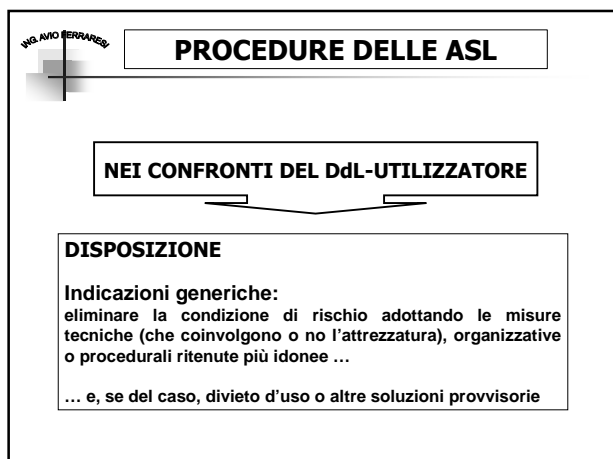 ING. AVIO FERRARESI
PROCEDURE DELLE ASL
NEI CONFRONTI DEL DdL-UTILIZZATORE
DISPOSIZIONE
Indicazioni generiche:
eliminare la condizione di rischio adottando le misure
tecniche (che coinvolgono o no l'attrezzatura), organizzative
o procedurali ritenute più idonee …
… e, se del caso, divieto d'uso o altre soluzioni provvisorie